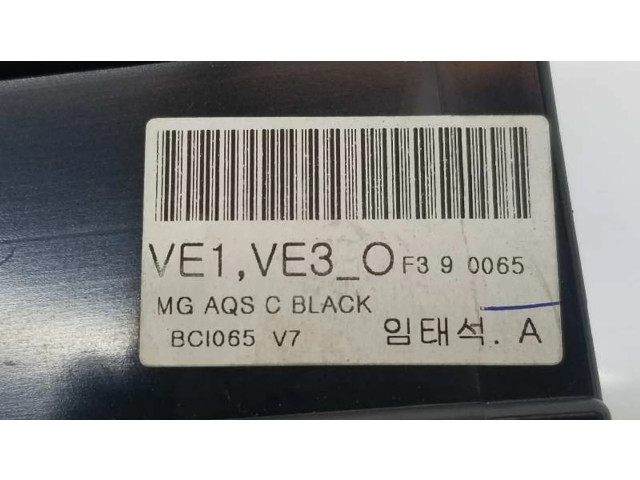 VE1,VE3_O F3 9 0065
MG AQS C BLACK
BCI065 V7 임태석. A